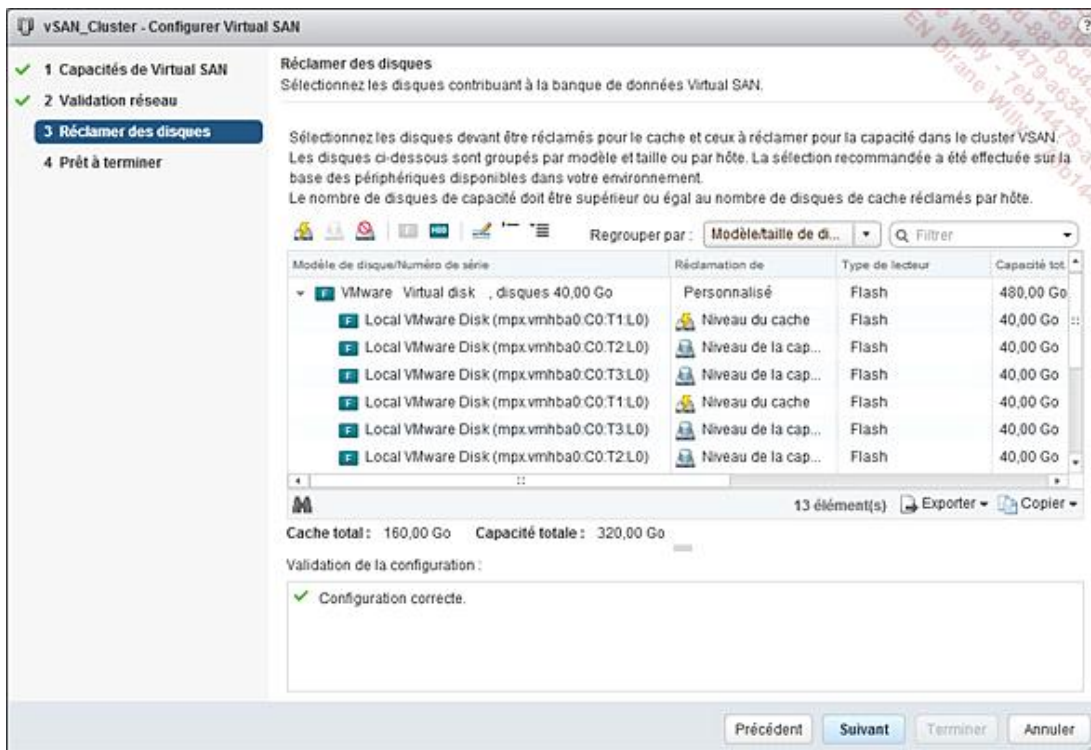 vSAN_Cluster - Configurer Virtual SAN
?
1 Capacités de Virtual SAN
2 Validation réseau
3 Réclamer des disques
4 Prêt à terminer
Réclamer des disques
Sélectionnez les disques contribuant à la banque de données Virtual SAN.
Sélectionnez les disques devant être réclamés pour le cache et ceux à réclamer pour la capacité dans le cluster VSAN.
Les disques ci-dessous sont groupés par modèle et taille ou par hôte. La sélection recommandée a été effectuée sur la
base des périphériques disponibles dans votre environnement.
Le nombre de disques de capacité doit être supérieur ou égal au nombre de disques de cache réclamés par hôte.
HDD
Regrouper par : Modèle/taille de di... Filtrer
Modèle de disque/Numéro de série Réclamation de Type de lecteur Capacité tot.
F VMware Virtual disk , disques 40,00 Go Personnalisé Flash 480,00 Go
F Local VMware Disk (mpx.vmhba0:C0:T1:L0) Niveau du cache Flash 40,00 Go
F Local VMware Disk (mpx.vmhba0:C0:T2:L0) Niveau de la cap... Flash 40,00 Go
F Local VMware Disk (mpx.vmhba0:C0:T3:L0) Niveau de la cap... Flash 40,00 Go
F Local VMware Disk (mpx.vmhba0:C0:T1:L0) Niveau du cache Flash 40,00 Go
F Local VMware Disk (mpx.vmhba0:C0:T3:L0) Niveau de la cap... Flash 40,00 Go
F Local VMware Disk (mpx.vmhba0:C0:T2:L0) Niveau de la cap... Flash 40,00 Go
13 élément(s) Exporter Copier
Cache total : 160,00 Go Capacité totale : 320,00 Go
Validation de la configuration :
Configuration correcte.
Précédent Suivant Terminer Annuler